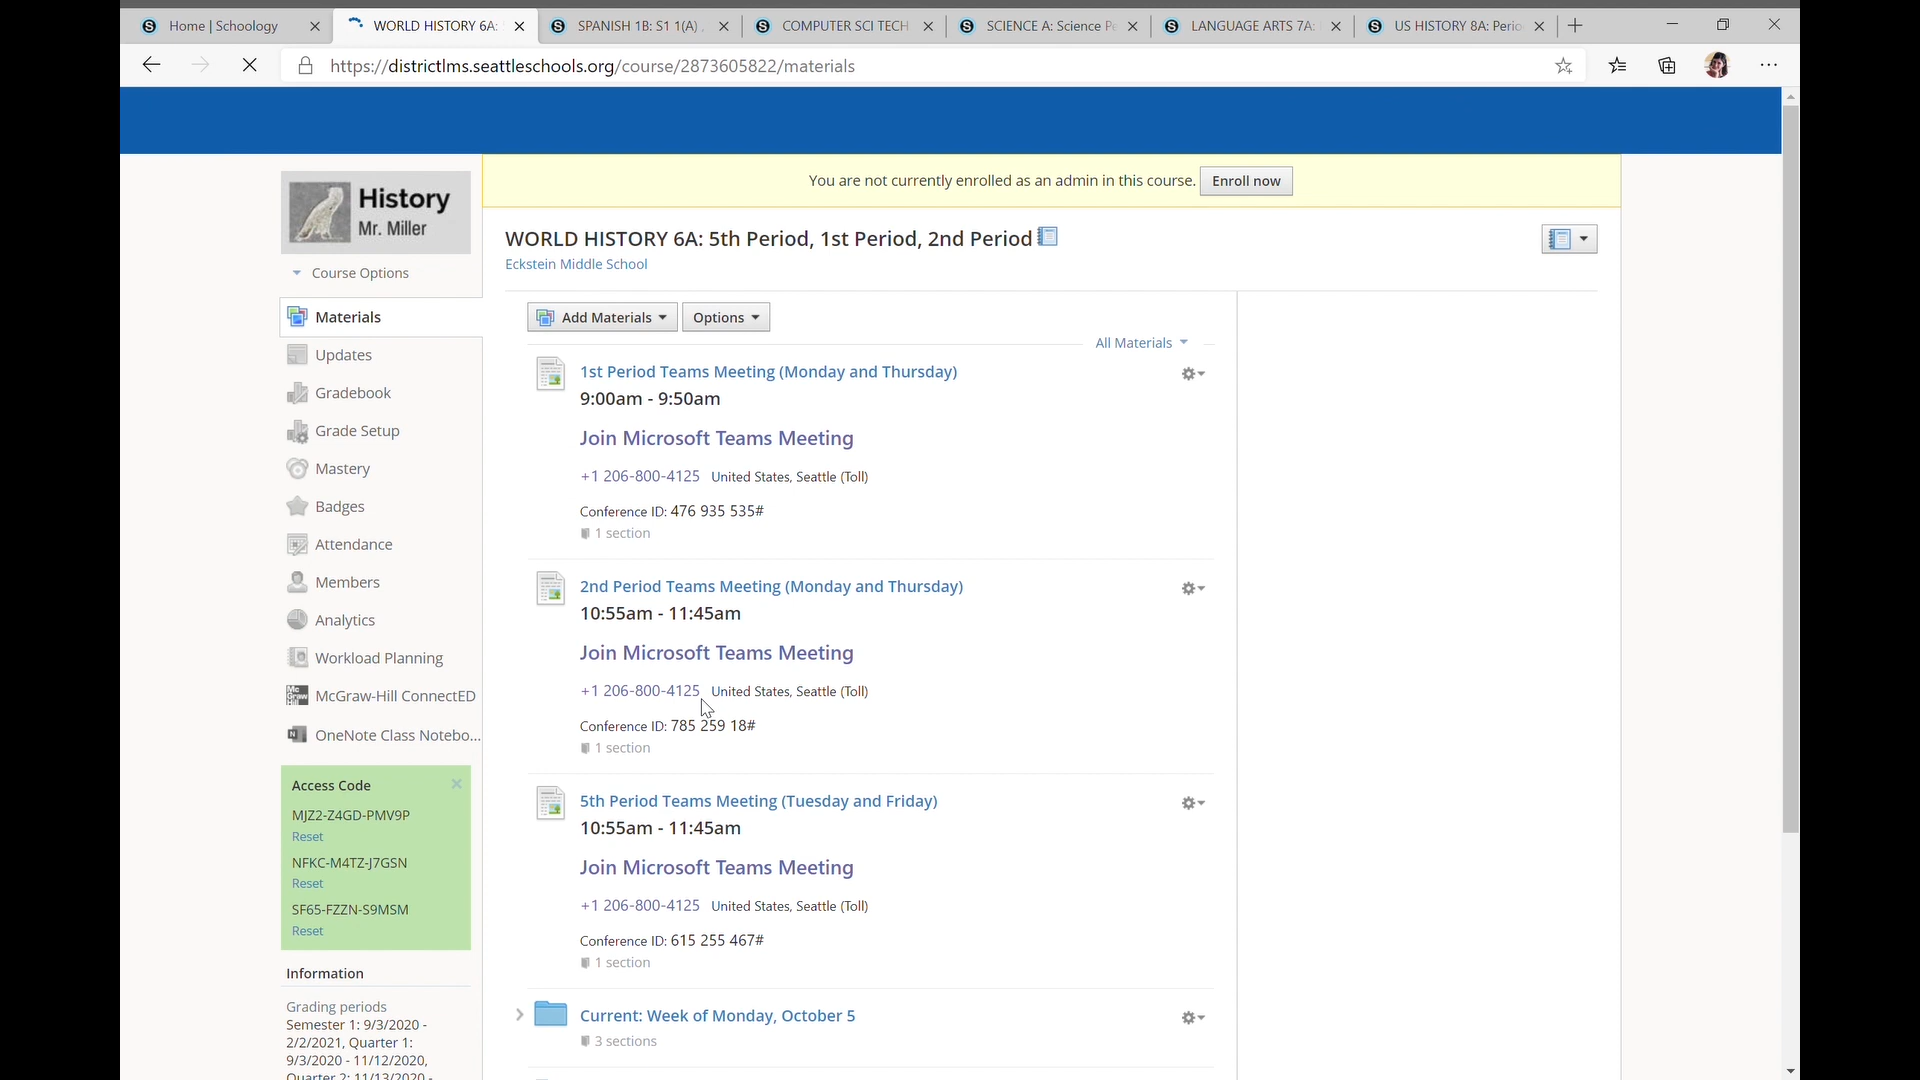 Home | Schoology
WORLD HISTORY 6A:
SPANISH 1B: S1 1(A)
COMPUTER SCI TECH
SCIENCE A: Science Pe
LANGUAGE ARTS 7A:
US HISTORY 8A: Perio
https://districtlms.seattleschools.org/course/2873605822/materials
You are not currently enrolled as an admin in this course. Enroll now
History
Mr. Miller
Course Options
Materials
Updates
Gradebook
Grade Setup
Mastery
Badges
Attendance
Members
Analytics
Workload Planning
McGraw-Hill ConnectED
OneNote Class Notebo...
Access Code
MJZ2-Z4GD-PMV9P
Reset
NFKC-M4TZ-J7GSN
Reset
SF65-FZZN-S9MSM
Reset
Information
Grading periods
Semester 1: 9/3/2020 -
2/2/2021, Quarter 1:
9/3/2020 - 11/12/2020,
Quarter 2: 11/13/2020 -
WORLD HISTORY 6A: 5th Period, 1st Period, 2nd Period
Eckstein Middle School
Add Materials Options
All Materials
1st Period Teams Meeting (Monday and Thursday)
9:00am - 9:50am
Join Microsoft Teams Meeting
+1 206-800-4125 United States, Seattle (Toll)
Conference ID: 476 935 535#
1 section
2nd Period Teams Meeting (Monday and Thursday)
10:55am - 11:45am
Join Microsoft Teams Meeting
+1 206-800-4125 United States, Seattle (Toll)
Conference ID: 785 259 18#
1 section
5th Period Teams Meeting (Tuesday and Friday)
10:55am - 11:45am
Join Microsoft Teams Meeting
+1 206-800-4125 United States, Seattle (Toll)
Conference ID: 615 255 467#
1 section
Current: Week of Monday, October 5
3 sections